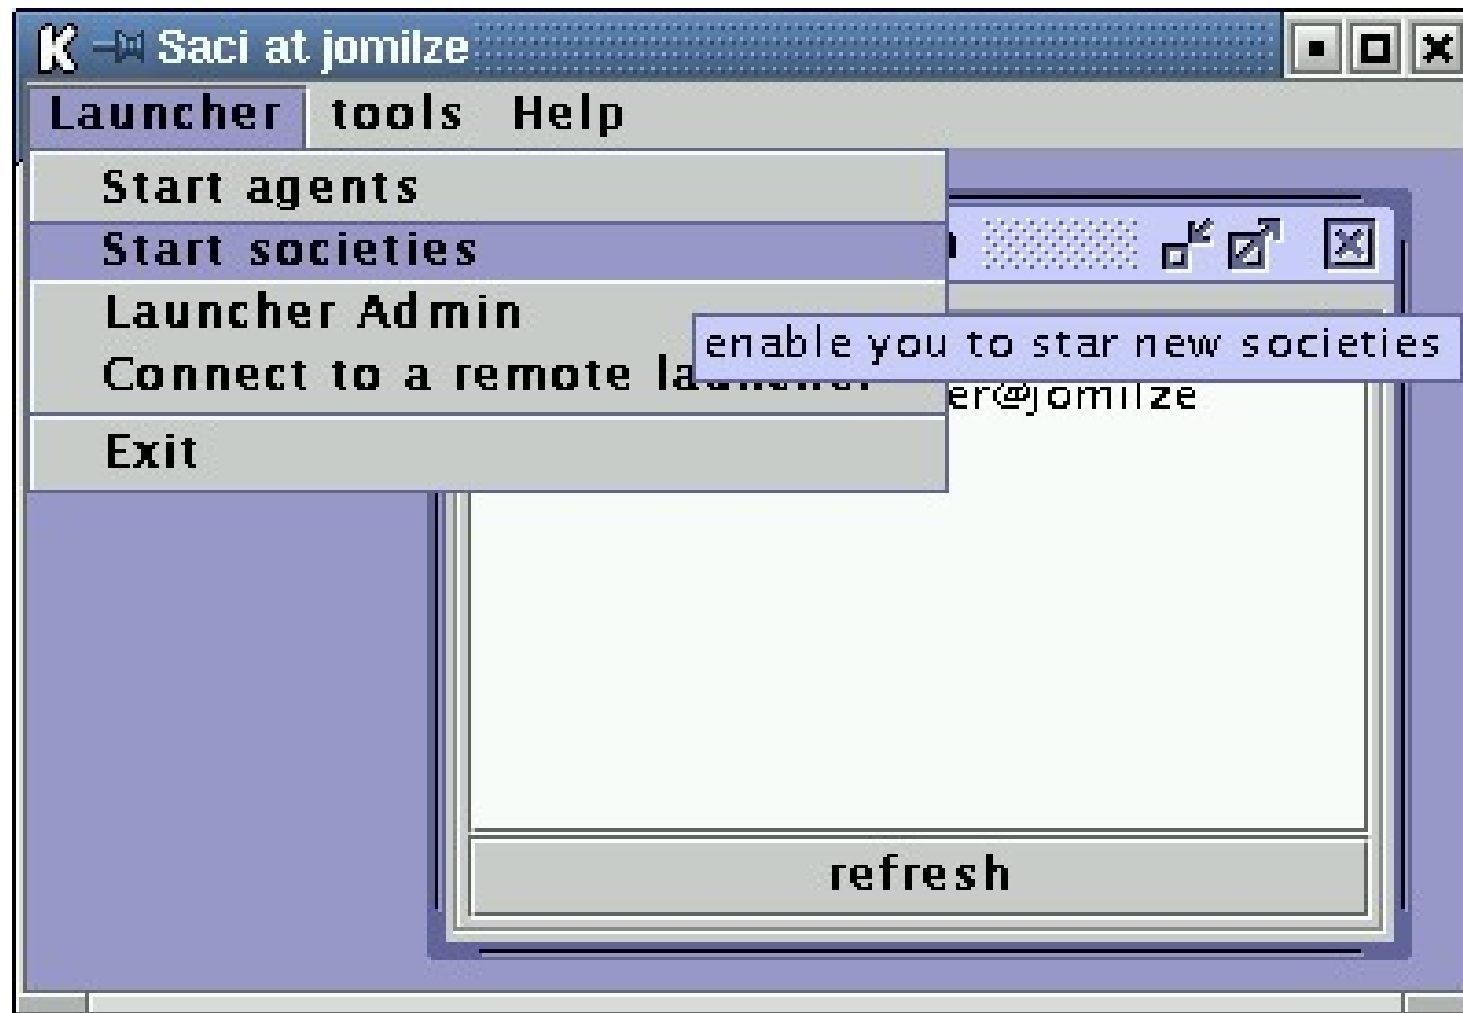 Saci at jomilze
Launcher tools Help
Start agents
Start societies
Launcher Admin
enable you to star new societies
Connect to a remote
er@jomilze
Exit
refresh